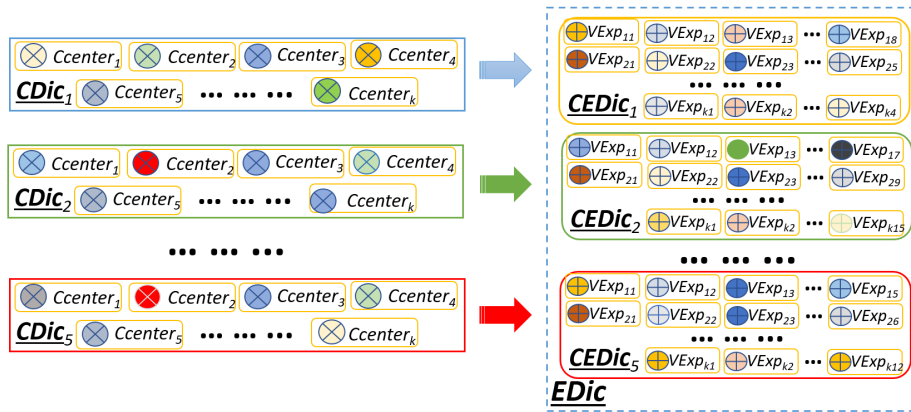 Ccenter1 Ccenter2 Ccenter3 Ccenter4
CDic1 Ccenter5 ... ... ... Ccenterk
VExp11 VExp12 VExp13 ... VExp18
VExp21 VExp22 VExp23 ... VExp25
... ... ...
CEDic1 VExpk1 VExpk2 ... VExpk4
Ccenter1 Ccenter2 Ccenter3 Ccenter4
CDic2 Ccenter5 ... ... ... Ccenterk
VExp11 VExp12 VExp13 ... VExp17
VExp21 VExp22 VExp23 ... VExp29
... ... ...
CEDic2 VExpk1 VExpk2 ... VExpk15
... ... ...
... ... ...
Ccenter1 Ccenter2 Ccenter3 Ccenter4
CDic5 Ccenter5 ... ... ... Ccenterk
VExp11 VExp12 VExp13 ... VExp15
VExp21 VExp22 VExp23 ... VExp26
... ... ...
CEDic5 VExpk1 VExpk2 ... VExpk12
EDic